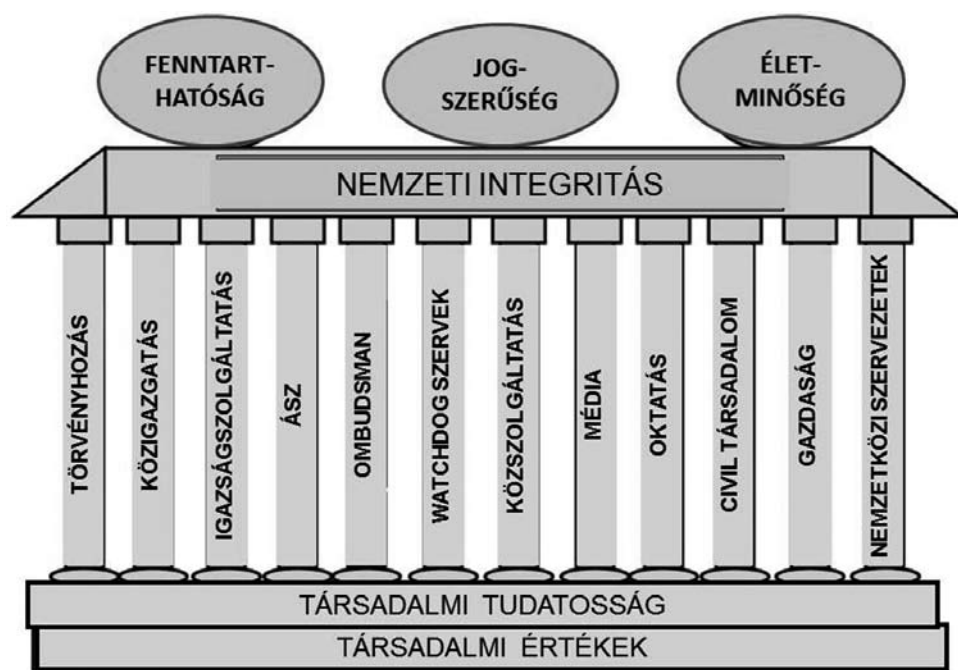 FENNTART-
HATÓSÁG
JOG-
SZERŰSÉG
ÉLET-
MINŐSÉG
NEMZETI INTEGRITÁS
TÖRVÉNYHOZÁS
KÖZIGAZGATÁS
IGAZSÁGSZOLGÁLTATÁS
ÁSZ
OMBUDSMAN
WATCHDOG SZERVEK
KÖZSZOLGÁLTATÁS
MÉDIA
OKTATÁS
CIVIL TÁRSADALOM
GAZDASÁG
NEMZETKÖZI SZERVEZETEK
TÁRSADALMI TUDATOSSÁG
TÁRSADALMI ÉRTÉKEK